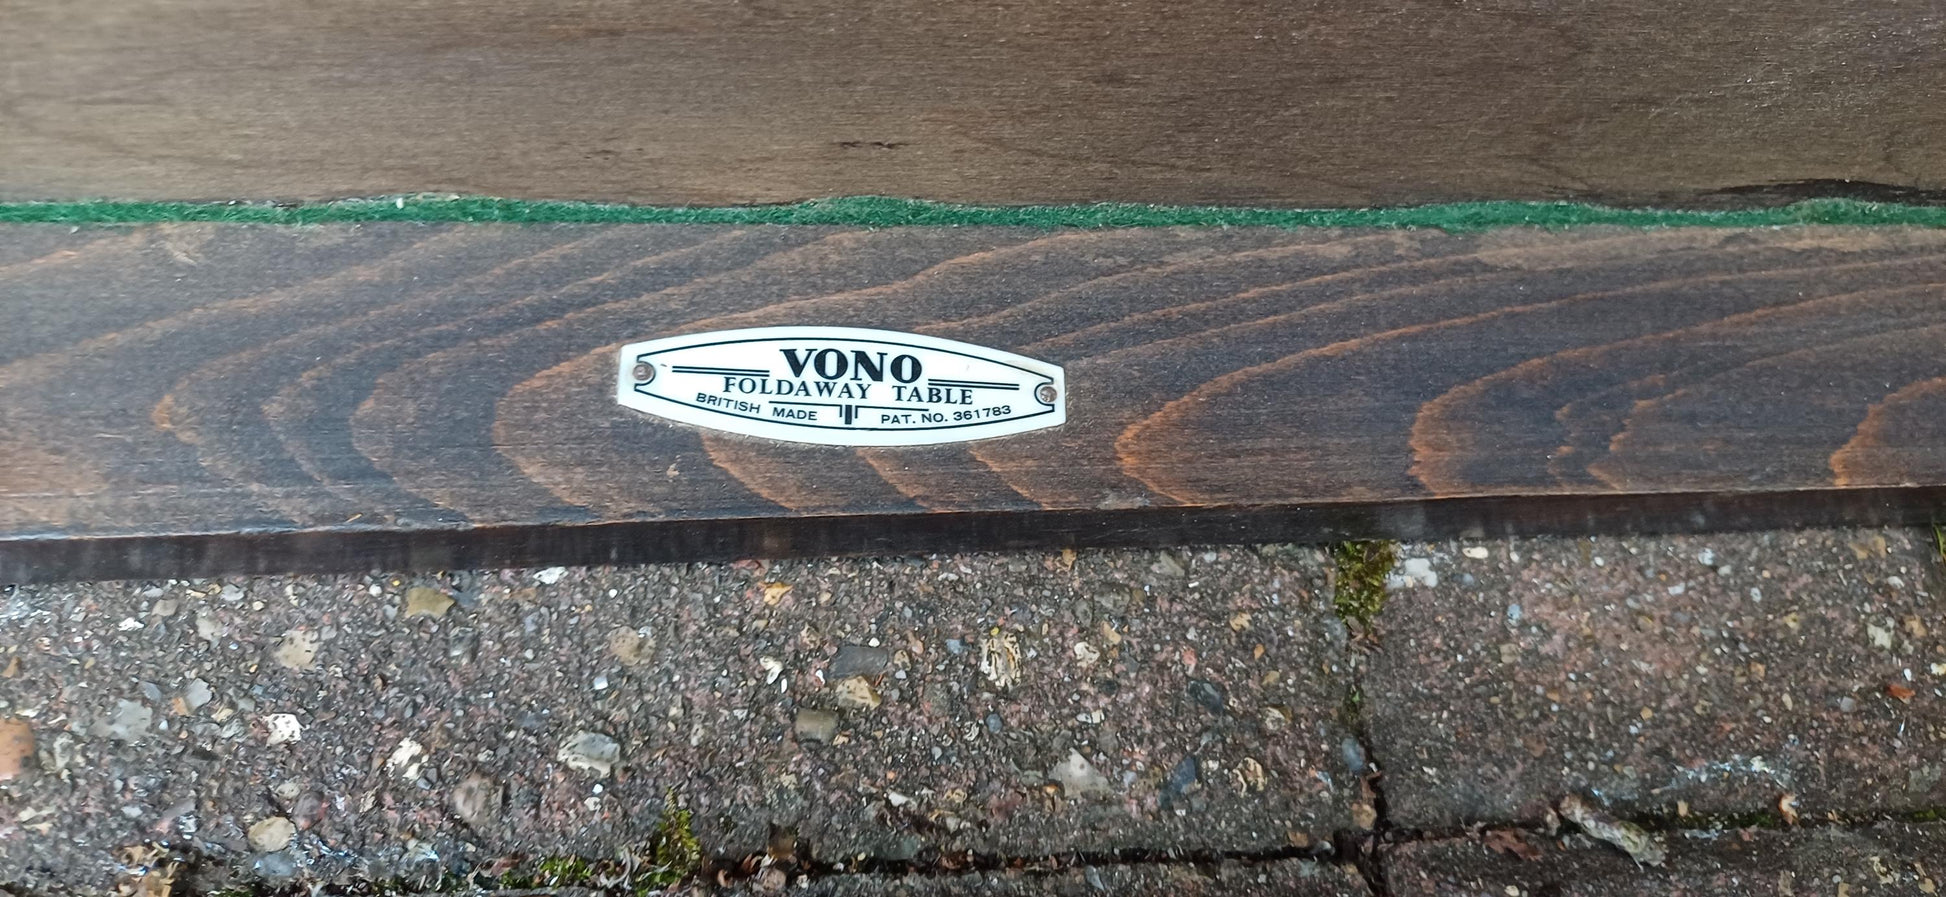 VONO
FOLDAWAY TABLE
BRITISH MADE PAT. NO. 361783